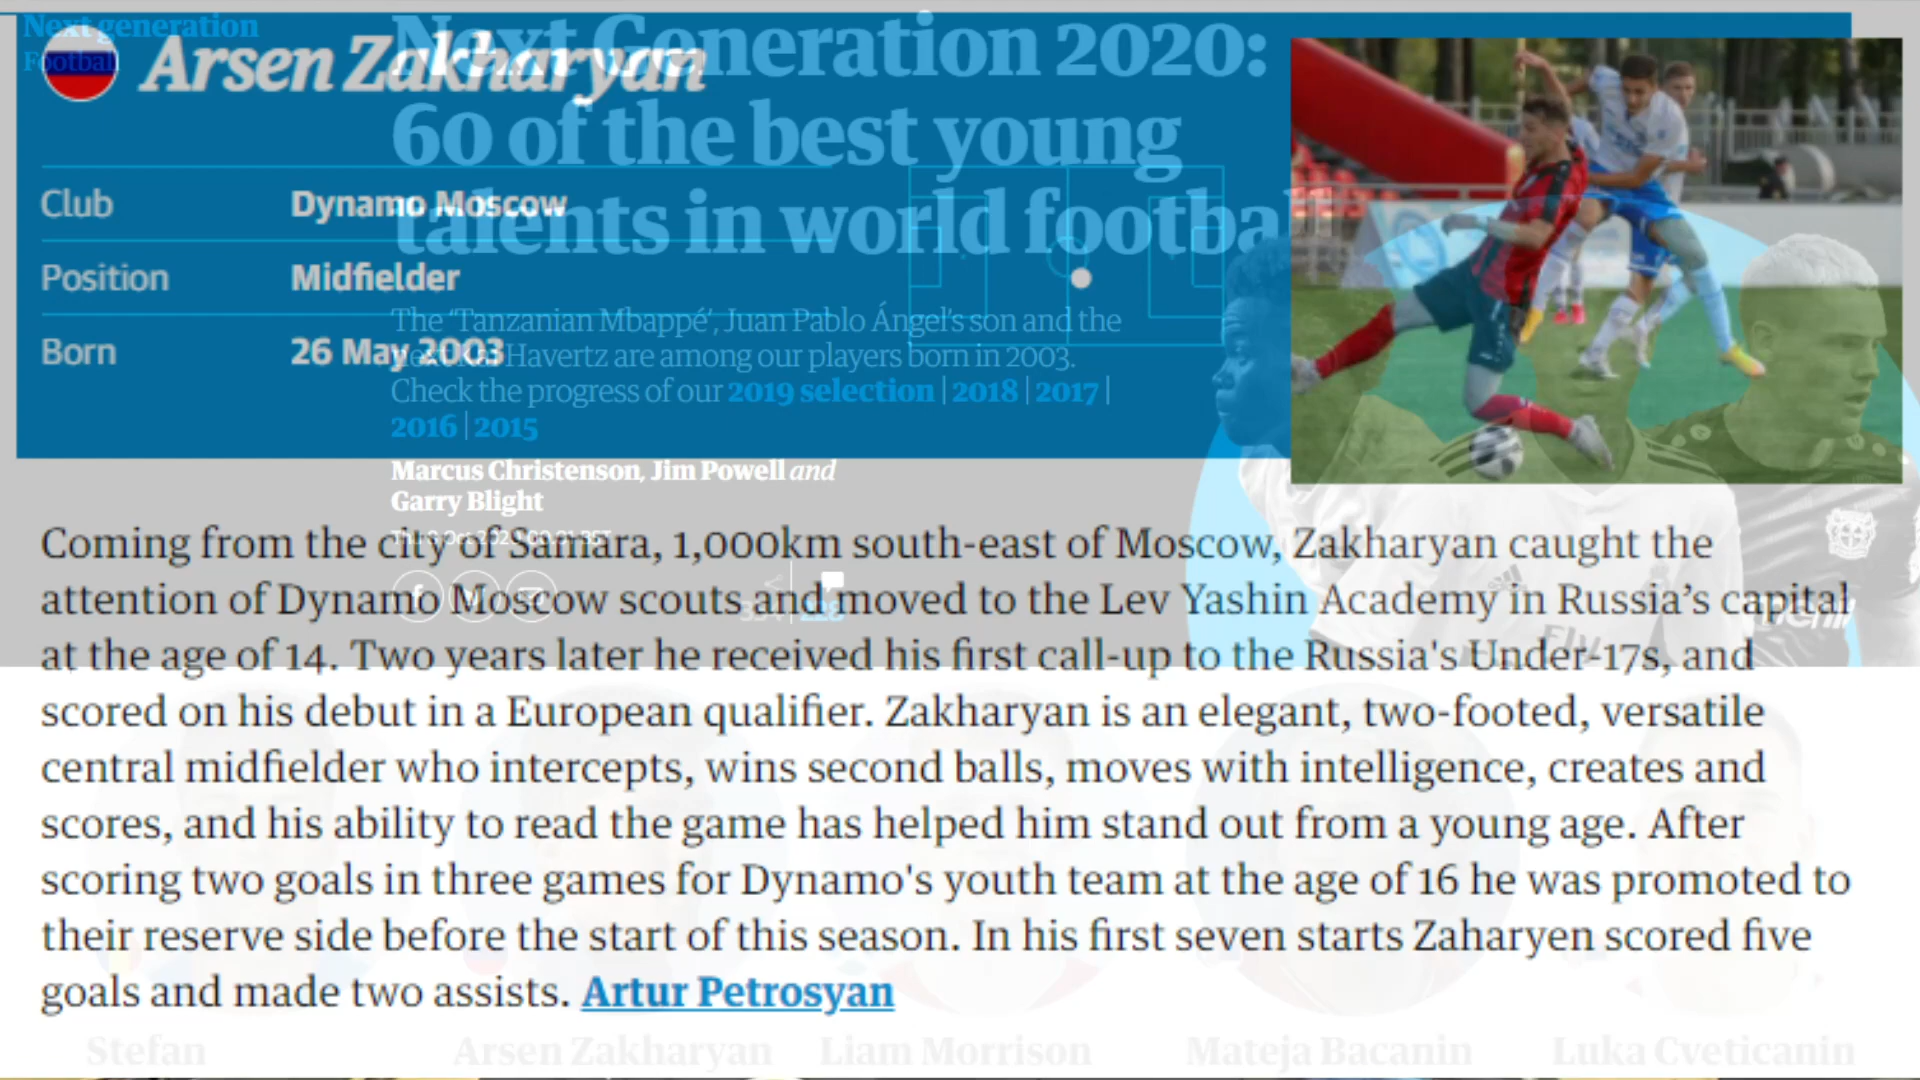 Next generation
Football
Arsen Zakharyan
Next Generation 2020:
60 of the best young
talents in world
Club Dynamo Moscow
Position Midfielder
Born 26 May 2003
The ‘Tanzanian Mbappé’, Juan Pablo Ángel’s son and the
next Kai Havertz are among our players born in 2003.
Check the progress of our 2019 selection | 2018 | 2017 |
2016 | 2015
Marcus Christenson, Jim Powell and
Garry Blight
Coming from the city of Samara, 1,000km south-east of Moscow, Zakharyan caught the
attention of Dynamo Moscow scouts and moved to the Lev Yashin Academy in Russia’s capital
at the age of 14. Two years later he received his first call-up to the Russia's Under-17s, and
scored on his debut in a European qualifier. Zakharyan is an elegant, two-footed, versatile
central midfielder who intercepts, wins second balls, moves with intelligence, creates and
scores, and his ability to read the game has helped him stand out from a young age. After
scoring two goals in three games for Dynamo's youth team at the age of 16 he was promoted to
their reserve side before the start of this season. In his first seven starts Zaharyen scored five
goals and made two assists. Artur Petrosyan
Stefan Arsen Zakharyan Liam Morrison Mateja Bacanin Luka Cveticanin